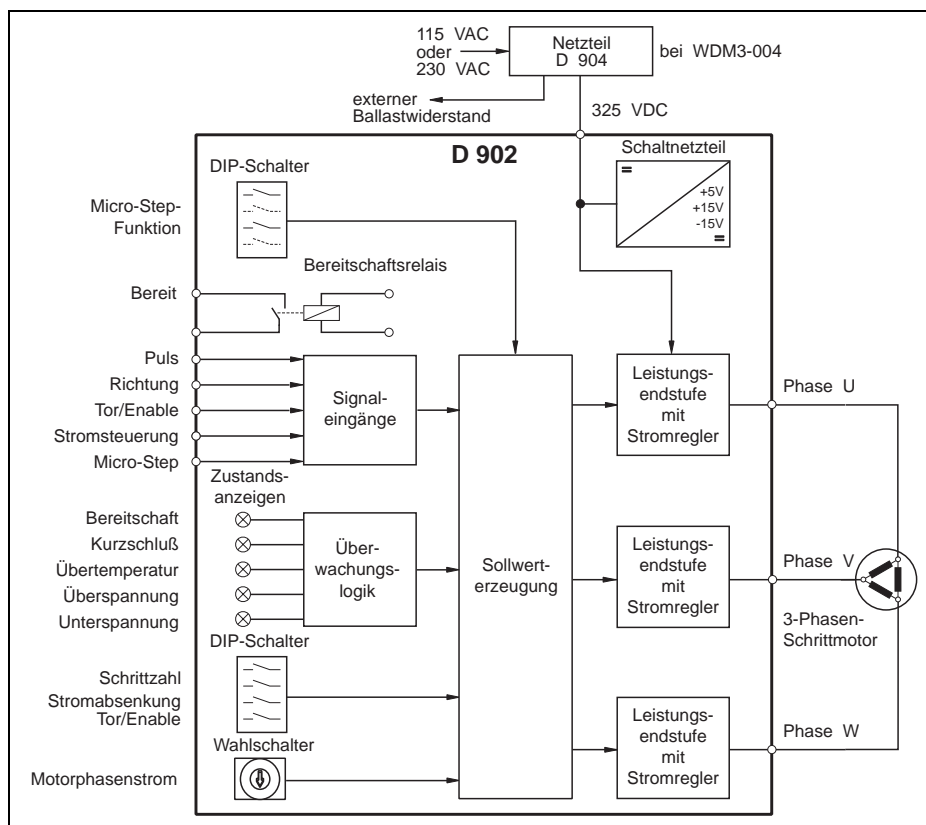 115 VAC
oder
230 VAC
Netzteil
D 904
bei WDM3-004
externer
Ballastwiderstand
325 VDC
D 902
DIP-Schalter
Schaltnetzteil
+5V
+15V
-15V
Micro-Step-
Funktion
Bereitschaftsrelais
Bereit
Puls
Richtung
Tor/Enable
Stromsteuerung
Micro-Step
Signal-
eingänge
Leistungs-
endstufe
mit
Stromregler
Phase U
Zustands-
anzeigen
Bereitschaft
Kurzschluß
Übertemperatur
Überspannung
Unterspannung
Über-
wachungs-
logik
Sollwert-
erzeugung
Leistungs-
endstufe
mit
Stromregler
Phase V
3-Phasen-
Schrittmotor
DIP-Schalter
Schrittzahl
Stromabsenkung
Tor/Enable
Leistungs-
endstufe
mit
Stromregler
Phase W
Wahlschalter
Motorphasenstrom